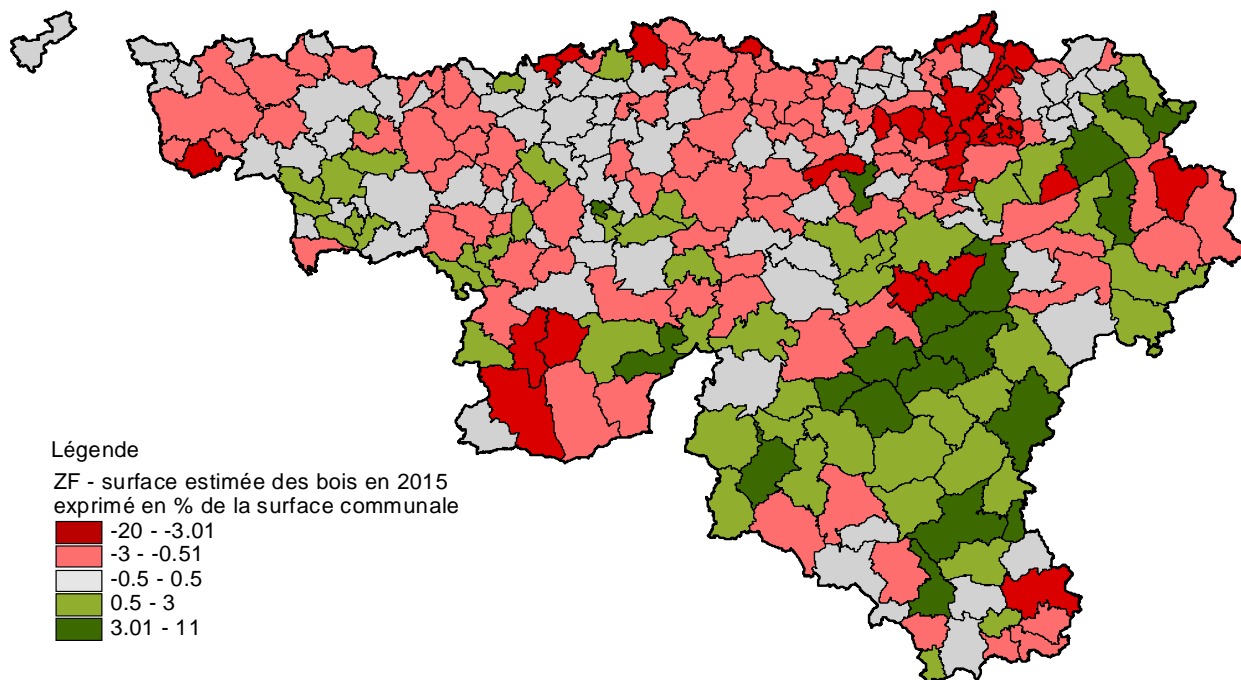 Légende
ZF - surface estimée des bois en 2015
exprimé en % de la surface communale
-20 - -3.01
-3 - -0.51
-0.5 - 0.5
0.5 - 3
3.01 - 11